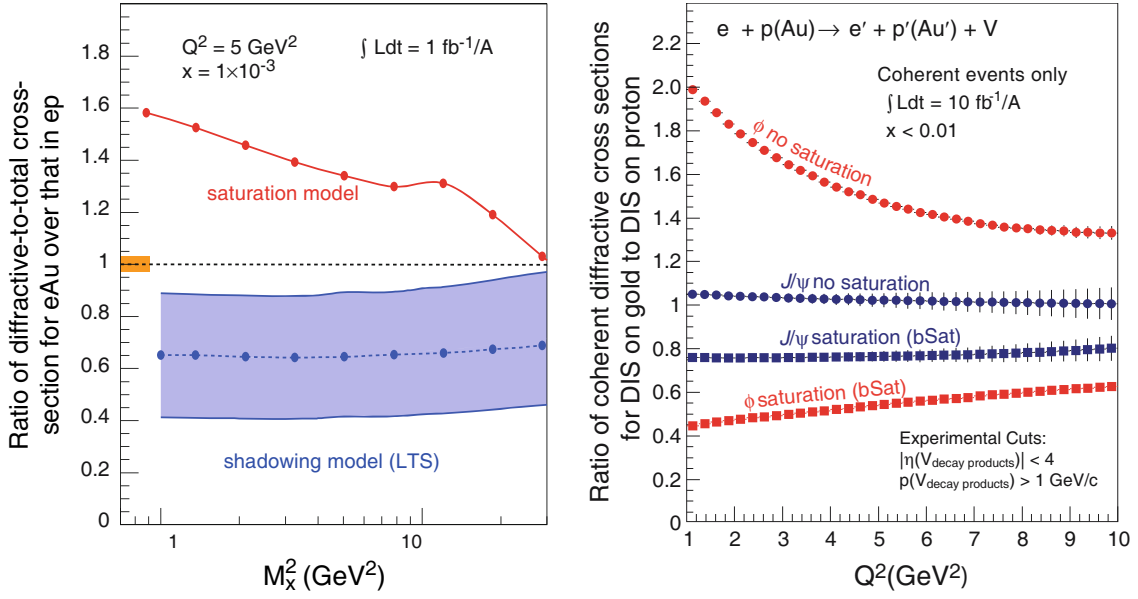 Ratio of diffractive-to-total cross-
section for eAu over that in ep
1.8
1.6
1.4
1.2
1
0.8
0.6
0.4
0.2
0
Q² = 5 GeV²
x = 1×10⁻³
∫ Ldt = 1 fb⁻¹/A
saturation model
shadowing model (LTS)
1
10
Mₓ² (GeV²)
Ratio of coherent diffractive cross sections
for DIS on gold to DIS on proton
2.2
2.0
1.8
1.6
1.4
1.2
1
0.8
0.6
0.4
0.2
0
e + p(Au) → e′ + p′(Au′) + V
Coherent events only
∫ Ldt = 10 fb⁻¹/A
x < 0.01
ϕ no saturation
J/ψ no saturation
J/ψ saturation (bSat)
ϕ saturation (bSat)
Experimental Cuts:
|η(V_decay products)| < 4
p(V_decay products) > 1 GeV/c
1 2 3 4 5 6 7 8 9 10
Q²(GeV²)